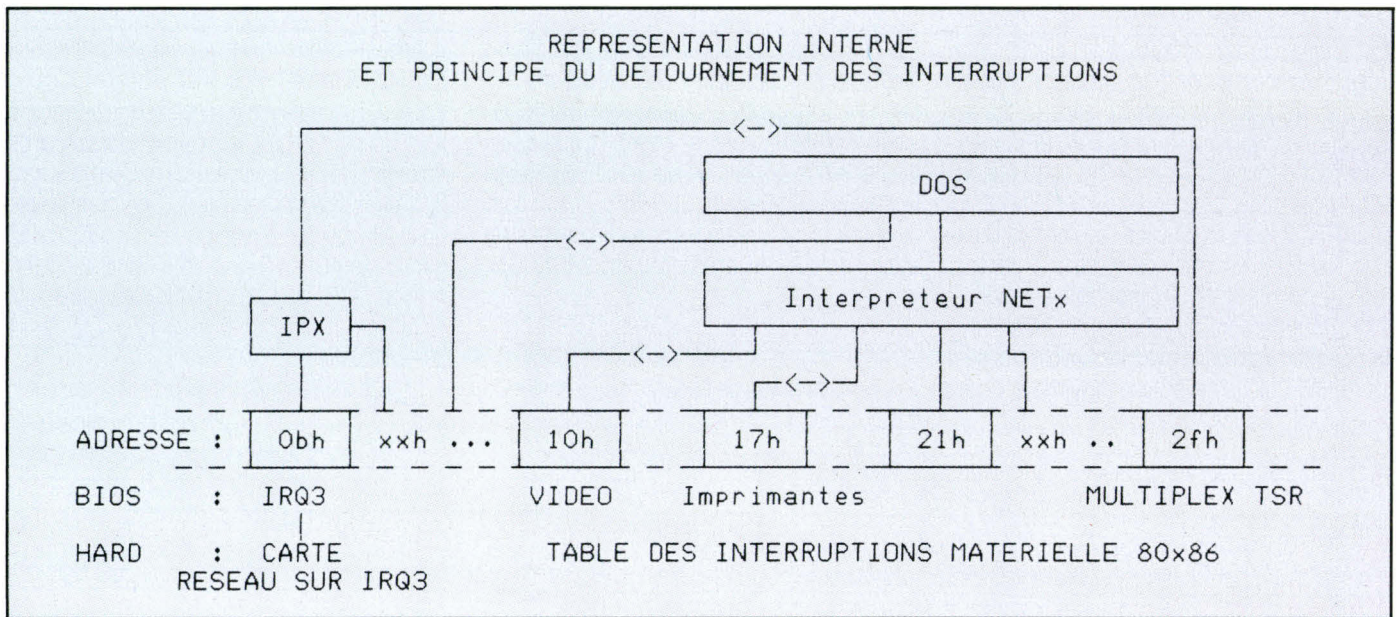 REPRESENTATION INTERNE
ET PRINCIPE DU DETOURNEMENT DES INTERRUPTIONS
<->
DOS
<->
Interpreteur NETx
IPX
<->
<->
ADRESSE : 0bh xxh ... 10h 17h 21h xxh .. 2fh
BIOS : IRQ3 VIDEO Imprimantes MULTIPLEX TSR
HARD : CARTE TABLE DES INTERRUPTIONS MATERIELLE 80x86
RESEAU SUR IRQ3